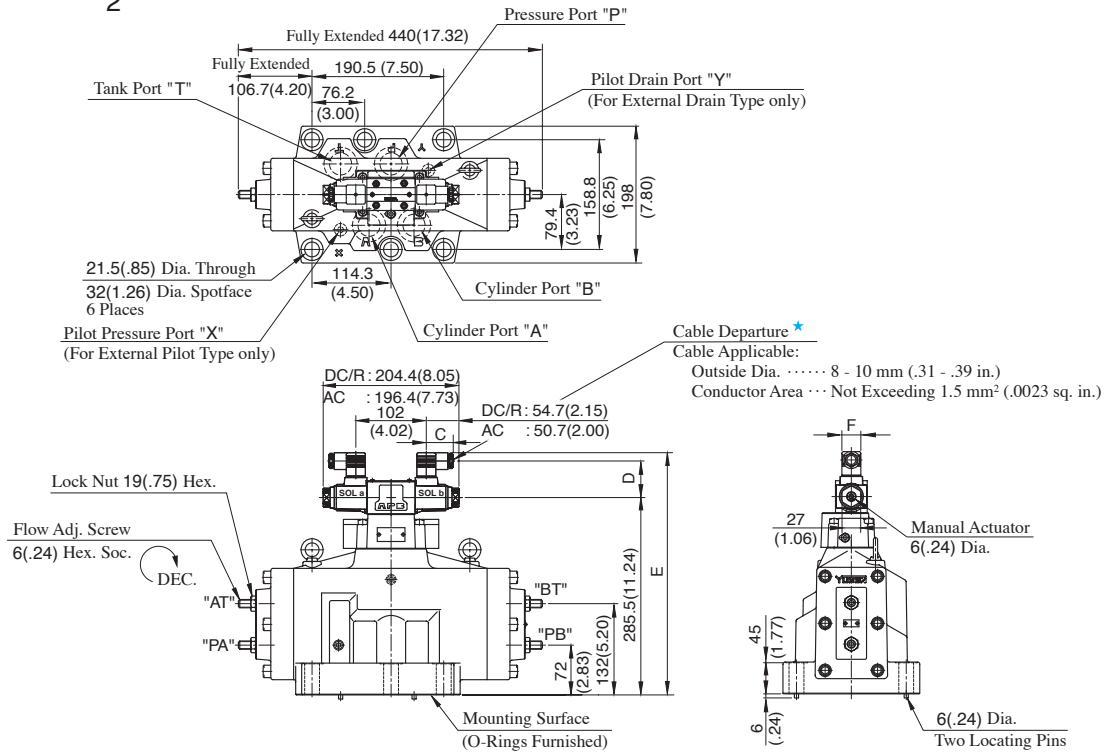 2
Pressure Port "P"
Fully Extended 440(17.32)
Fully Extended
106.7(4.20)
190.5 (7.50)
76.2
(3.00)
Tank Port "T"
Pilot Drain Port "Y"
(For External Drain Type only)
T
P
Y
A
B
X
79.4
(3.23)
158.8
(6.25)
198
(7.80)
21.5(.85) Dia. Through
32(1.26) Dia. Spotface
6 Places
114.3
(4.50)
Cylinder Port "B"
Pilot Pressure Port "X"
(For External Pilot Type only)
Cylinder Port "A"
Cable Departure ★
Cable Applicable:
Outside Dia. ······ 8 - 10 mm (.31 - .39 in.)
Conductor Area ··· Not Exceeding 1.5 mm² (.0023 sq. in.)
DC/R : 204.4(8.05)
AC : 196.4(7.73)
102
(4.02)
DC/R : 54.7(2.15)
AC : 50.7(2.00)
C
D
E
F
Lock Nut 19(.75) Hex.
SOL a
SOL b
Flow Adj. Screw
6(.24) Hex. Soc.
DEC.
"AT"
"BT"
"PA"
"PB"
72
(2.83)
132(5.20)
285.5(11.24)
Mounting Surface
(O-Rings Furnished)
27
(1.06)
Manual Actuator
6(.24) Dia.
YUKEN
45
(1.77)
6
(.24)
6(.24) Dia.
Two Locating Pins